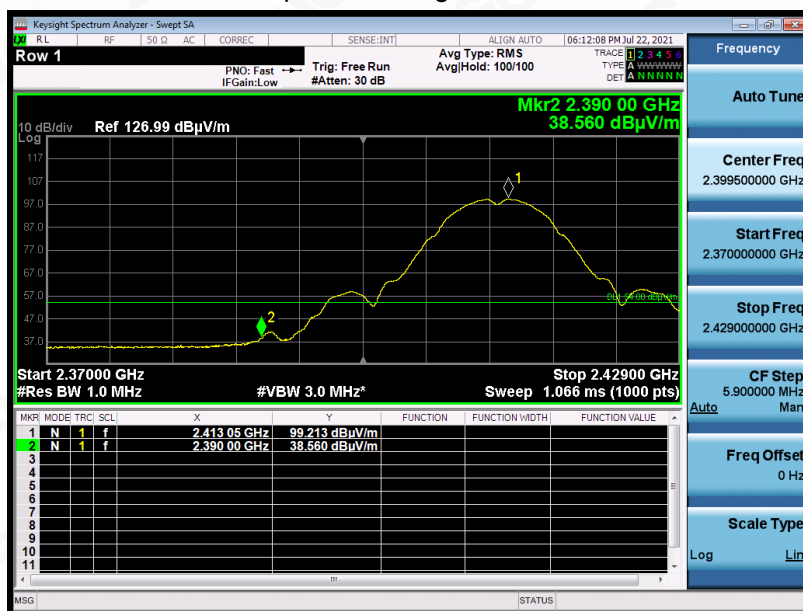 Keysight Spectrum Analyzer - Swept SA
LXI RL RF 50 Ω AC CORREC SENSE:INT ALIGN AUTO 06:12:08 PM Jul 22, 2021
Row 1
PNO: Fast
IFGain:Low
Trig: Free Run
#Atten: 30 dB
Avg Type: RMS
Avg|Hold: 100/100
TRACE 1 2 3 4 5 6
TYPE A WWWWW
DET A N N N N N
Mkr2 2.390 00 GHz
38.560 dBµV/m
10 dB/div Ref 126.99 dBµV/m
Log
117
107
97.0
87.0
77.0
67.0
57.0
47.0
37.0
1
2
DL1 54.00 dBµV/m
Start 2.37000 GHz Stop 2.42900 GHz
#Res BW 1.0 MHz #VBW 3.0 MHz* Sweep 1.066 ms (1000 pts)
MKR MODE TRC SCL X Y FUNCTION FUNCTION WIDTH FUNCTION VALUE
1 N 1 f 2.413 05 GHz 99.213 dBµV/m
2 N 1 f 2.390 00 GHz 38.560 dBµV/m
3
4
5
6
7
8
9
10
11
MSG STATUS
Frequency
Auto Tune
Center Freq
2.399500000 GHz
Start Freq
2.370000000 GHz
Stop Freq
2.429000000 GHz
CF Step
5.900000 MHz
Auto Man
Freq Offset
0 Hz
Scale Type
Log Lin